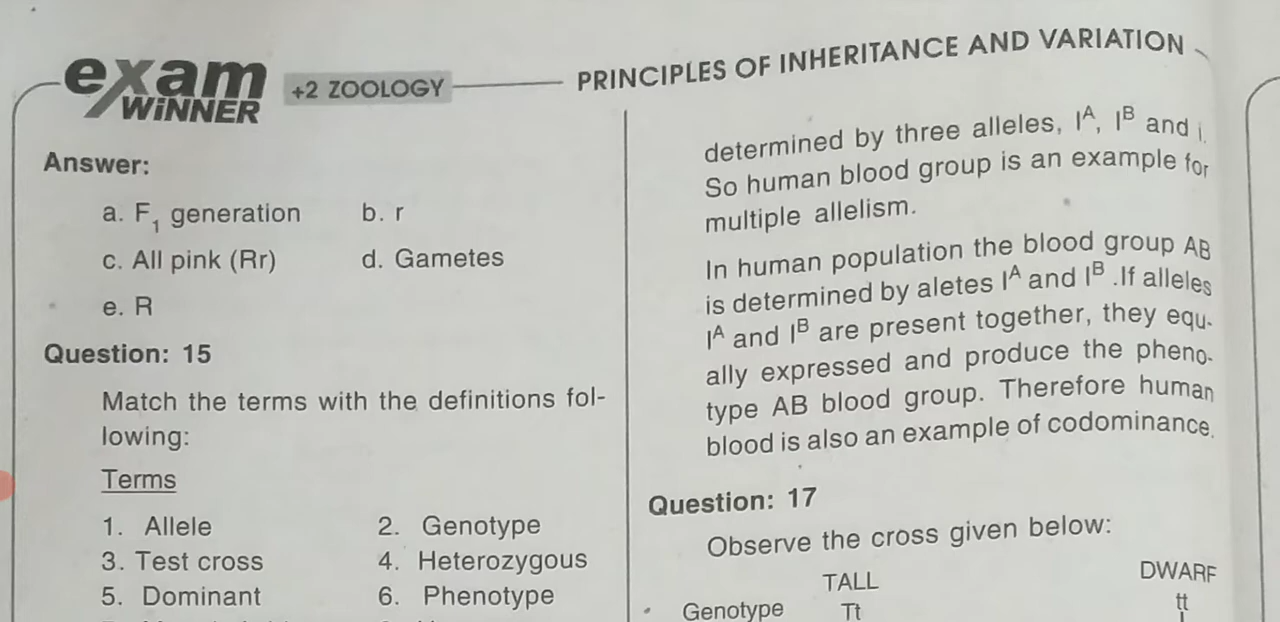 exam
WiNNER
+2 ZOOLOGY
PRINCIPLES OF INHERITANCE AND VARIATION
Answer:
a. F₁ generation b. r
c. All pink (Rr) d. Gametes
e. R
Question: 15
Match the terms with the definitions fol-
lowing:
Terms
1. Allele 2. Genotype
3. Test cross 4. Heterozygous
5. Dominant 6. Phenotype
determined by three alleles, Iᴬ, Iᴮ and i.
So human blood group is an example for
multiple allelism.
In human population the blood group AB
is determined by aletes Iᴬ and Iᴮ .If alleles
Iᴬ and Iᴮ are present together, they equ-
ally expressed and produce the pheno-
type AB blood group. Therefore human
blood is also an example of codominance.
Question: 17
Observe the cross given below:
TALL DWARF
Genotype Tt tt